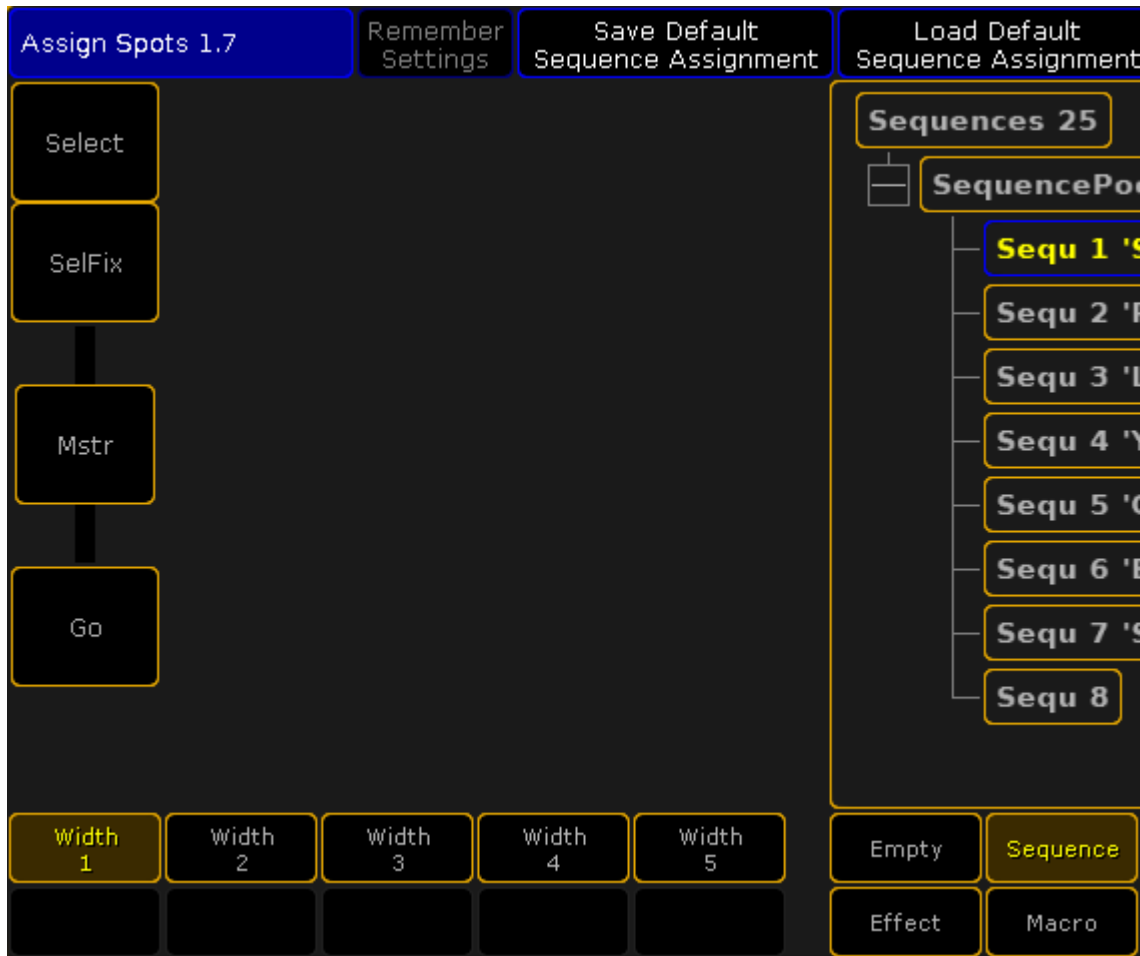 Assign Spots 1.7
Remember
Settings
Save Default
Sequence Assignment
Load Default
Sequence Assignment
Select
SelFix
Mstr
Go
Sequences 25
Sequ 1
Sequ 2
Sequ 3
Sequ 4
Sequ 5
Sequ 6
Sequ 7
Sequ 8
Width
1
Width
2
Width
3
Width
4
Width
5
Empty
Sequence
Effect
Macro